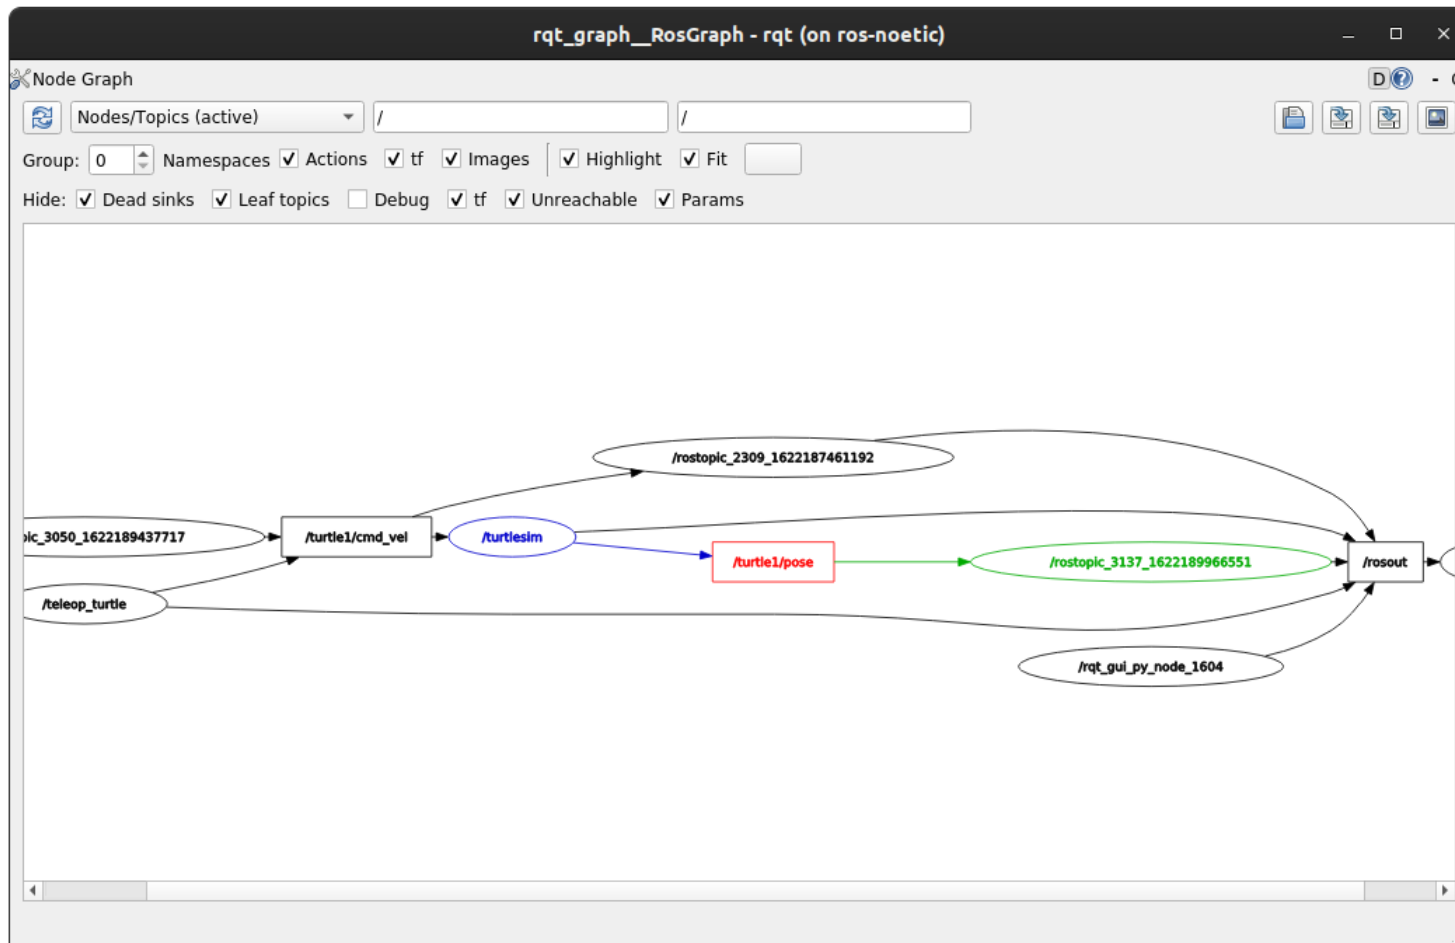 rqt_graph__RosGraph - rqt (on ros-noetic)
Node Graph
D
Nodes/Topics (active)
/
/
Group: 0 Namespaces Actions tf Images Highlight Fit
Hide: Dead sinks Leaf topics Debug tf Unreachable Params
/rostopic_2309_1622187461192
ic_3050_1622189437717
/turtle1/cmd_vel
/turtlesim
/turtle1/pose
/rostopic_3137_1622189966551
/rosout
/teleop_turtle
/rqt_gui_py_node_1604